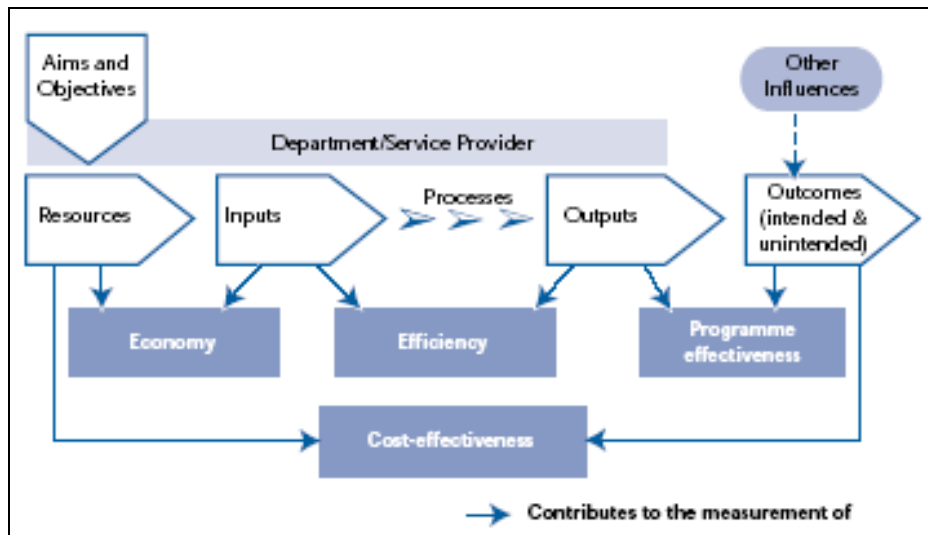 Aims and
Objectives
Other
Influences
Department/Service Provider
Resources
Inputs
Processes
Outputs
Outcomes
(intended &
unintended)
Economy
Efficiency
Programme
effectiveness
Cost-effectiveness
Contributes to the measurement of